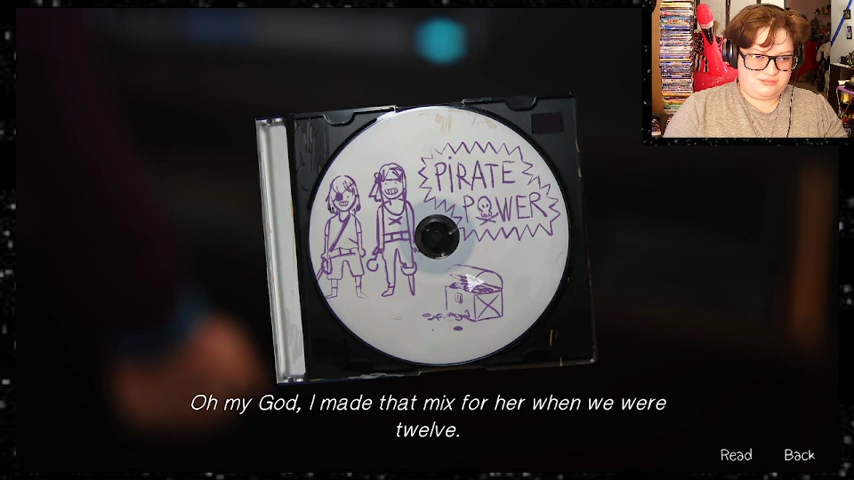 PIRATE
POWER
Oh my God, I made that mix for her when we were
twelve.
Read Back